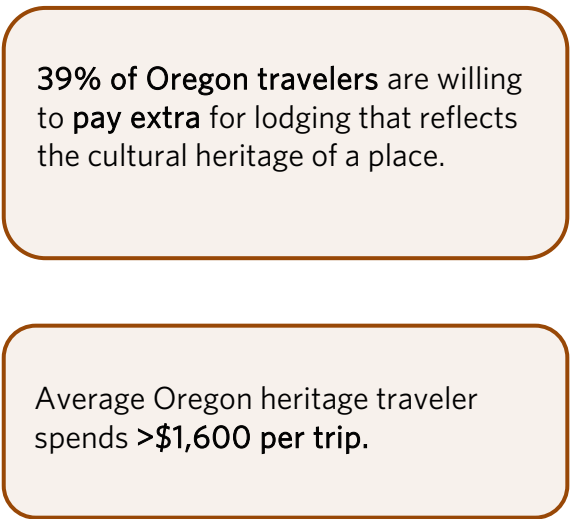 39% of Oregon travelers are willing
to pay extra for lodging that reflects
the cultural heritage of a place.
Average Oregon heritage traveler
spends >$1,600 per trip.